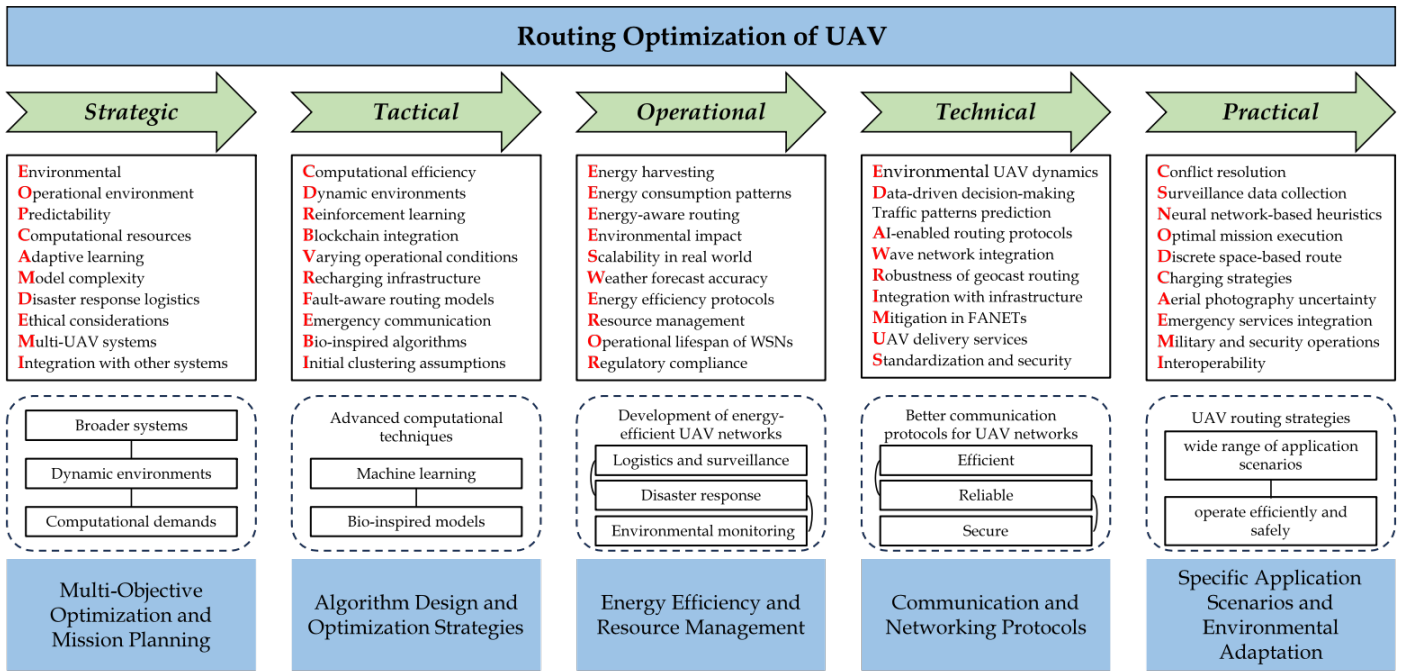 Routing Optimization of UAV
Strategic
Environmental
Operational environment
Predictability
Computational resources
Adaptive learning
Model complexity
Disaster response logistics
Ethical considerations
Multi-UAV systems
Integration with other systems
Broader systems
Dynamic environments
Computational demands
Multi-Objective
Optimization and
Mission Planning
Tactical
Computational efficiency
Dynamic environments
Reinforcement learning
Blockchain integration
Varying operational conditions
Recharging infrastructure
Fault-aware routing models
Emergency communication
Bio-inspired algorithms
Initial clustering assumptions
Advanced computational
techniques
Machine learning
Bio-inspired models
Algorithm Design and
Optimization Strategies
Operational
Energy harvesting
Energy consumption patterns
Energy-aware routing
Environmental impact
Scalability in real world
Weather forecast accuracy
Energy efficiency protocols
Resource management
Operational lifespan of WSNs
Regulatory compliance
Development of energy-
efficient UAV networks
Logistics and surveillance
Disaster response
Environmental monitoring
Energy Efficiency and
Resource Management
Technical
Environmental UAV dynamics
Data-driven decision-making
Traffic patterns prediction
AI-enabled routing protocols
Wave network integration
Robustness of geocast routing
Integration with infrastructure
Mitigation in FANETs
UAV delivery services
Standardization and security
Better communication
protocols for UAV networks
Efficient
Reliable
Secure
Communication and
Networking Protocols
Practical
Conflict resolution
Surveillance data collection
Neural network-based heuristics
Optimal mission execution
Discrete space-based route
Charging strategies
Aerial photography uncertainty
Emergency services integration
Military and security operations
Interoperability
UAV routing strategies
wide range of application
scenarios
operate efficiently and
safely
Specific Application
Scenarios and
Environmental
Adaptation